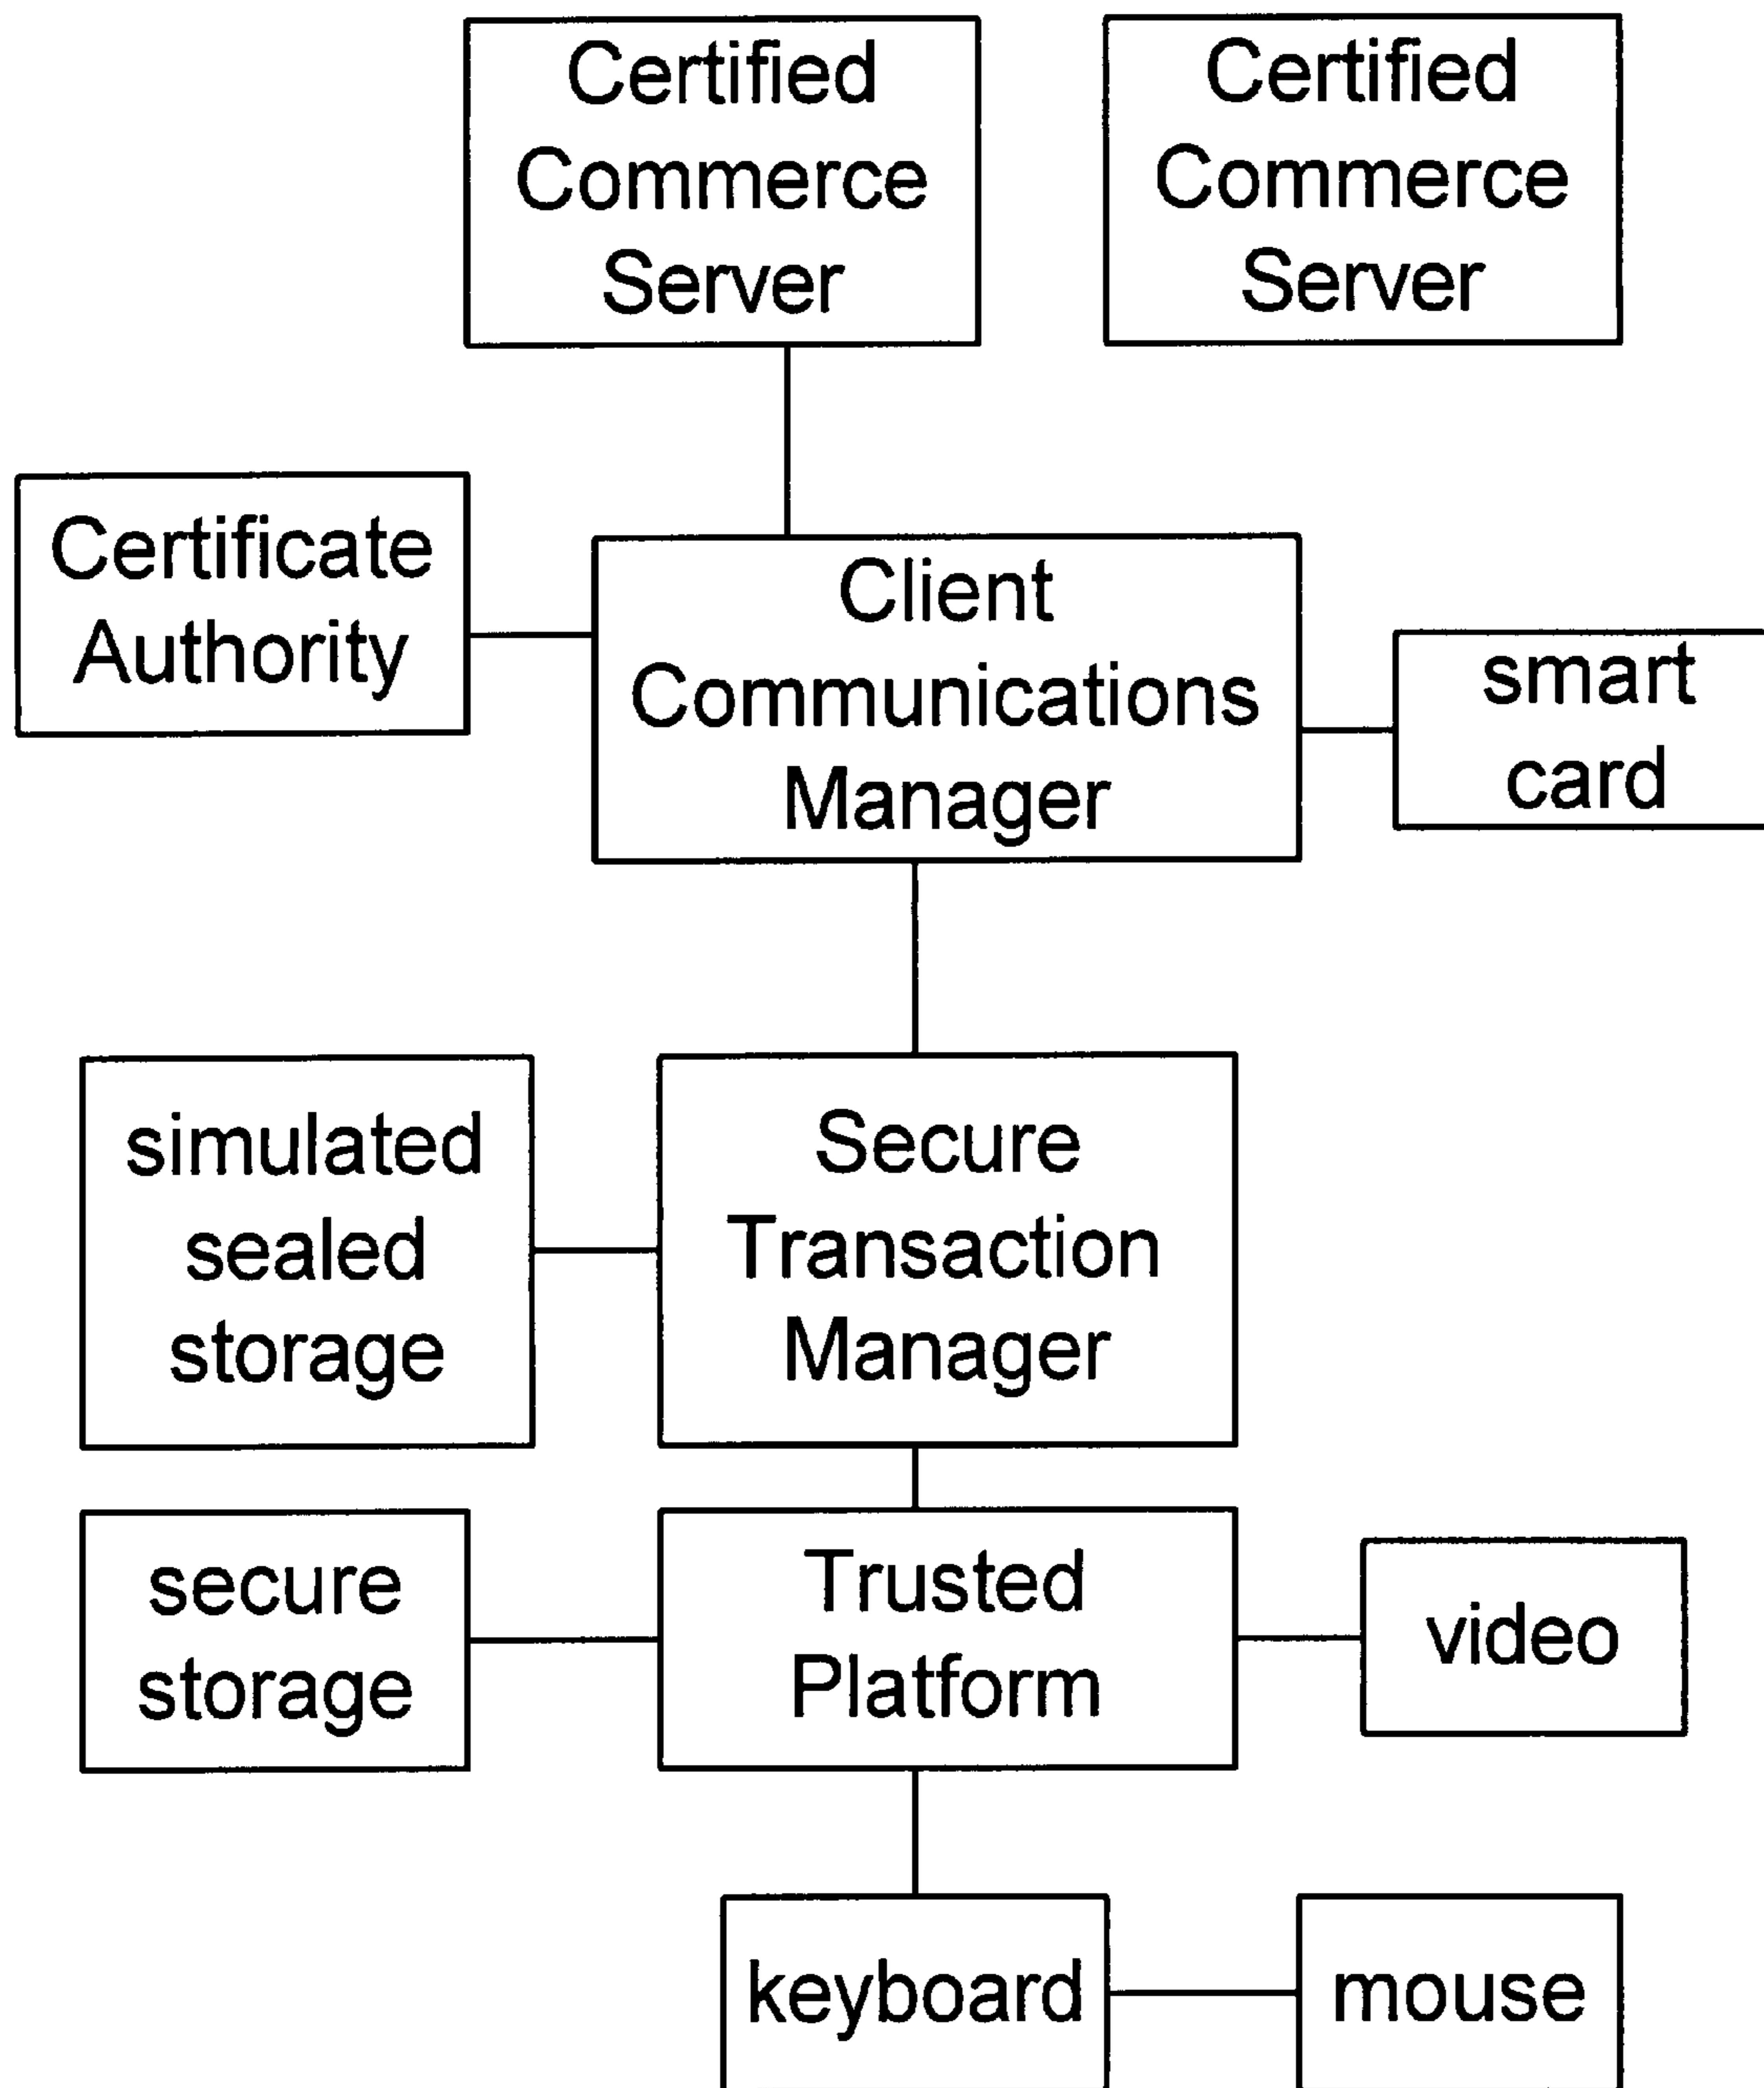 Certified
Commerce
Server
Certified
Commerce
Server
Certificate
Authority
Client
Communications
Manager
smart
card
simulated
sealed
storage
Secure
Transaction
Manager
secure
storage
Trusted
Platform
video
keyboard
mouse